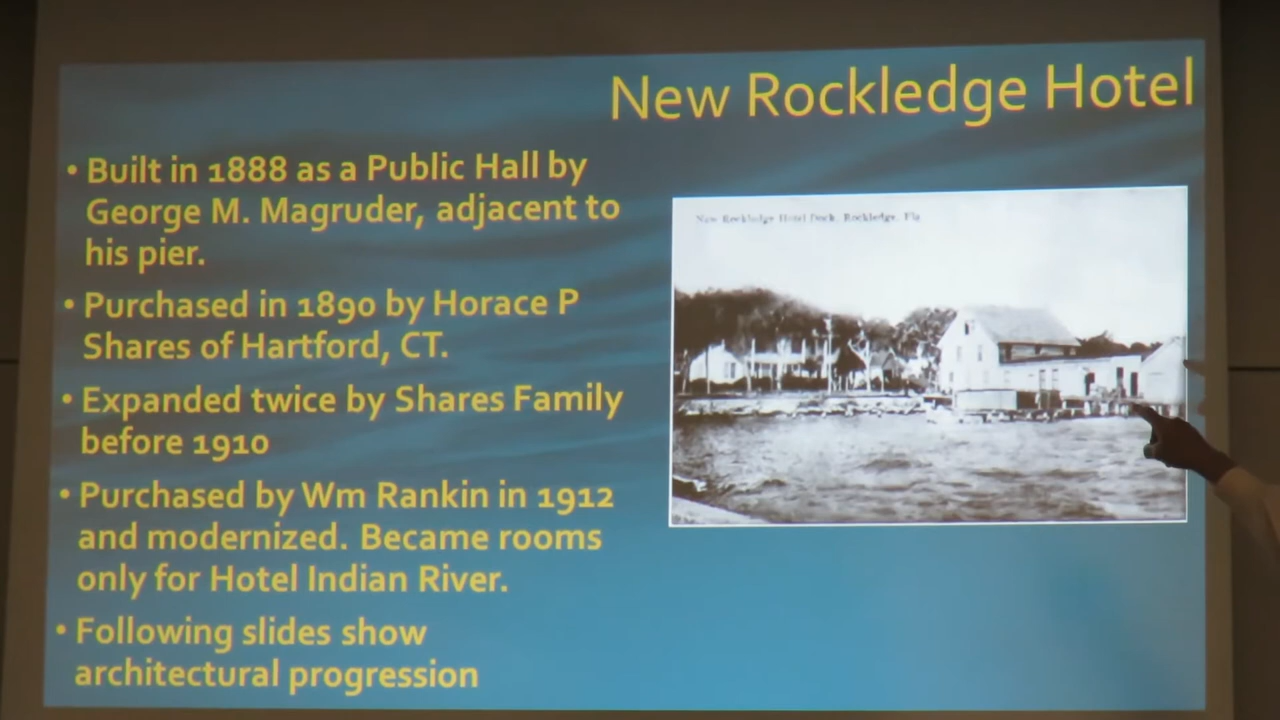 New Rockledge Hotel
• Built in 1888 as a Public Hall by
George M. Magruder, adjacent to
his pier.
• Purchased in 1890 by Horace P
Shares of Hartford, CT.
• Expanded twice by Shares Family
before 1910
• Purchased by Wm Rankin in 1912
and modernized. Became rooms
only for Hotel Indian River.
• Following slides show
architectural progression
New Rockledge Hotel Dock, Rockledge, Fla.